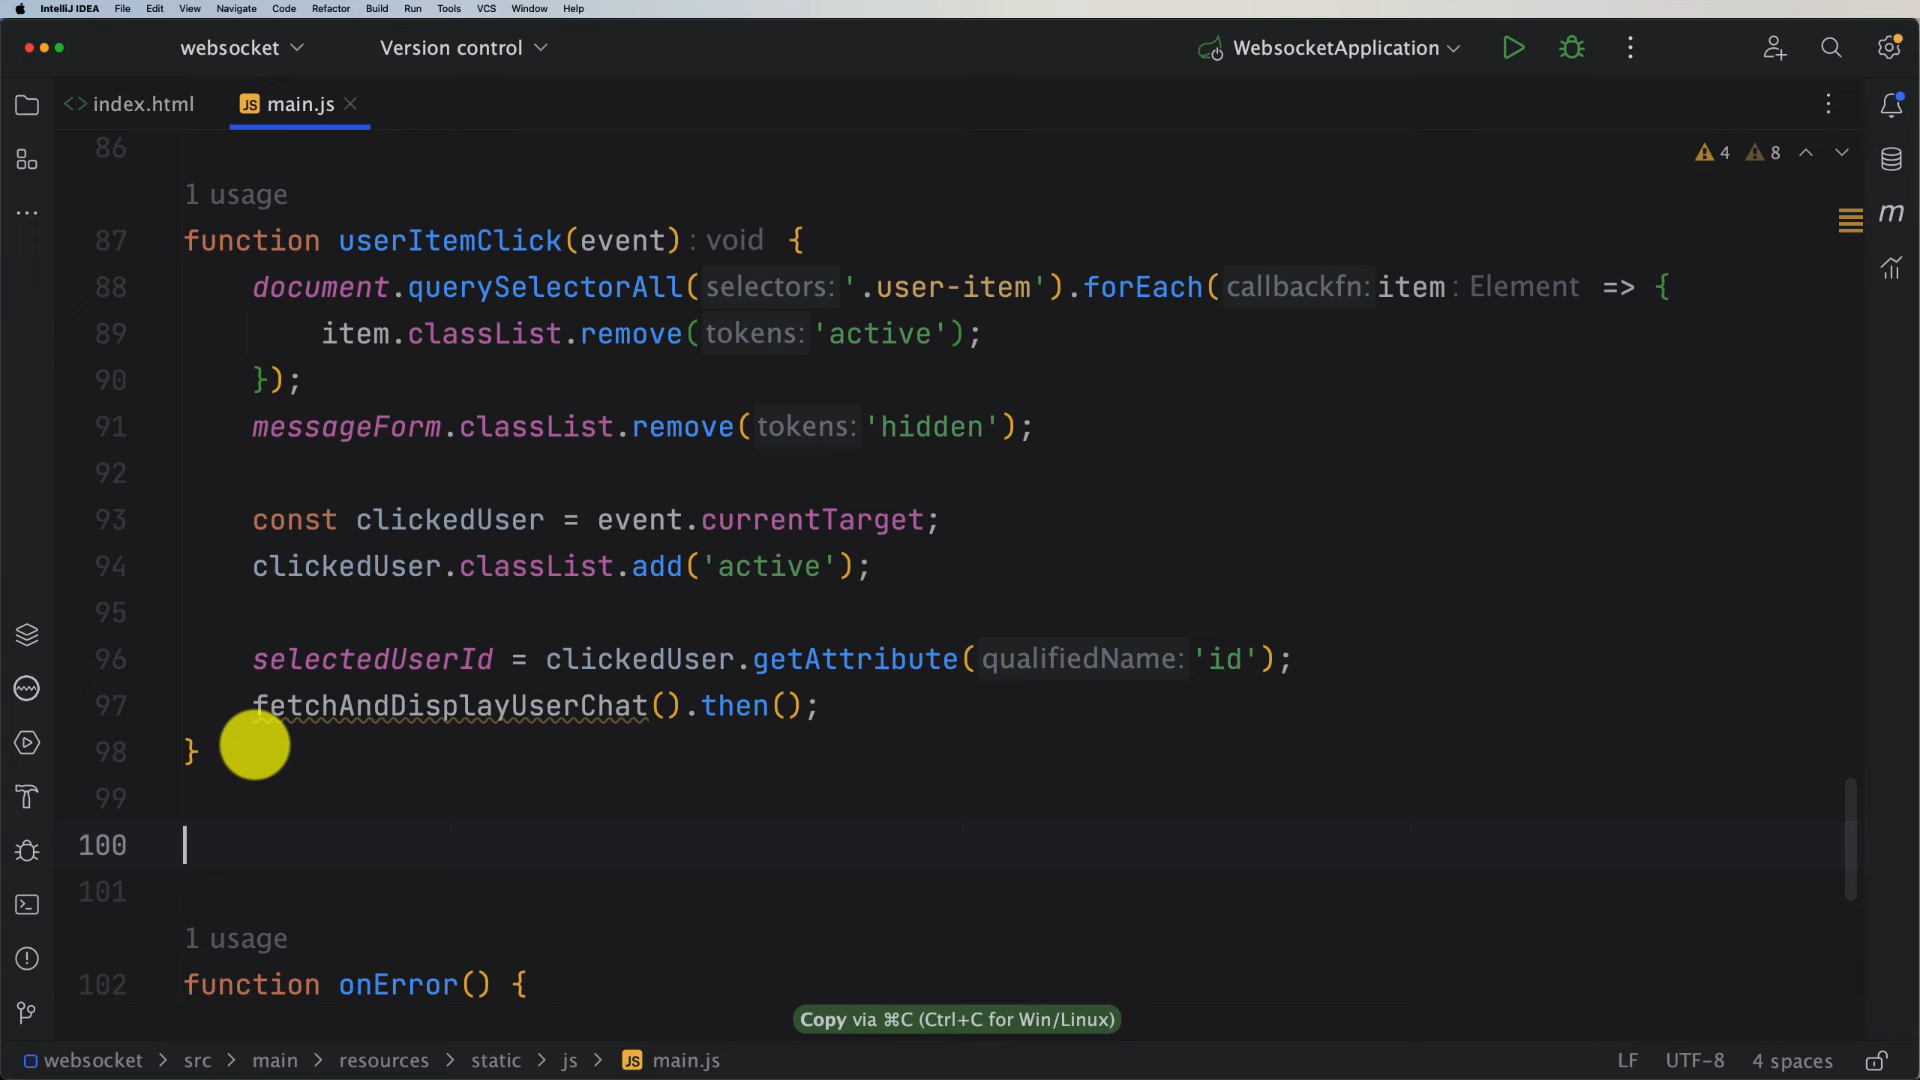 IntelliJ IDEA File Edit View Navigate Code Refactor Build Run Tools VCS Window Help
websocket Version control WebsocketApplication
index.html JS main.js
86 4 8
1 usage
87 function userItemClick(event) : void {
88 document.querySelectorAll( selectors: '.user-item').forEach( callbackfn: item : Element => {
89 item.classList.remove( tokens: 'active');
90 });
91 messageForm.classList.remove( tokens: 'hidden');
92
93 const clickedUser = event.currentTarget;
94 clickedUser.classList.add('active');
95
96 selectedUserId = clickedUser.getAttribute( qualifiedName: 'id');
97 fetchAndDisplayUserChat().then();
98 }
99
100
101
1 usage
102 function onError() {
Copy via ⌘C (Ctrl+C for Win/Linux)
websocket > src > main > resources > static > js > JS main.js LF UTF-8 4 spaces